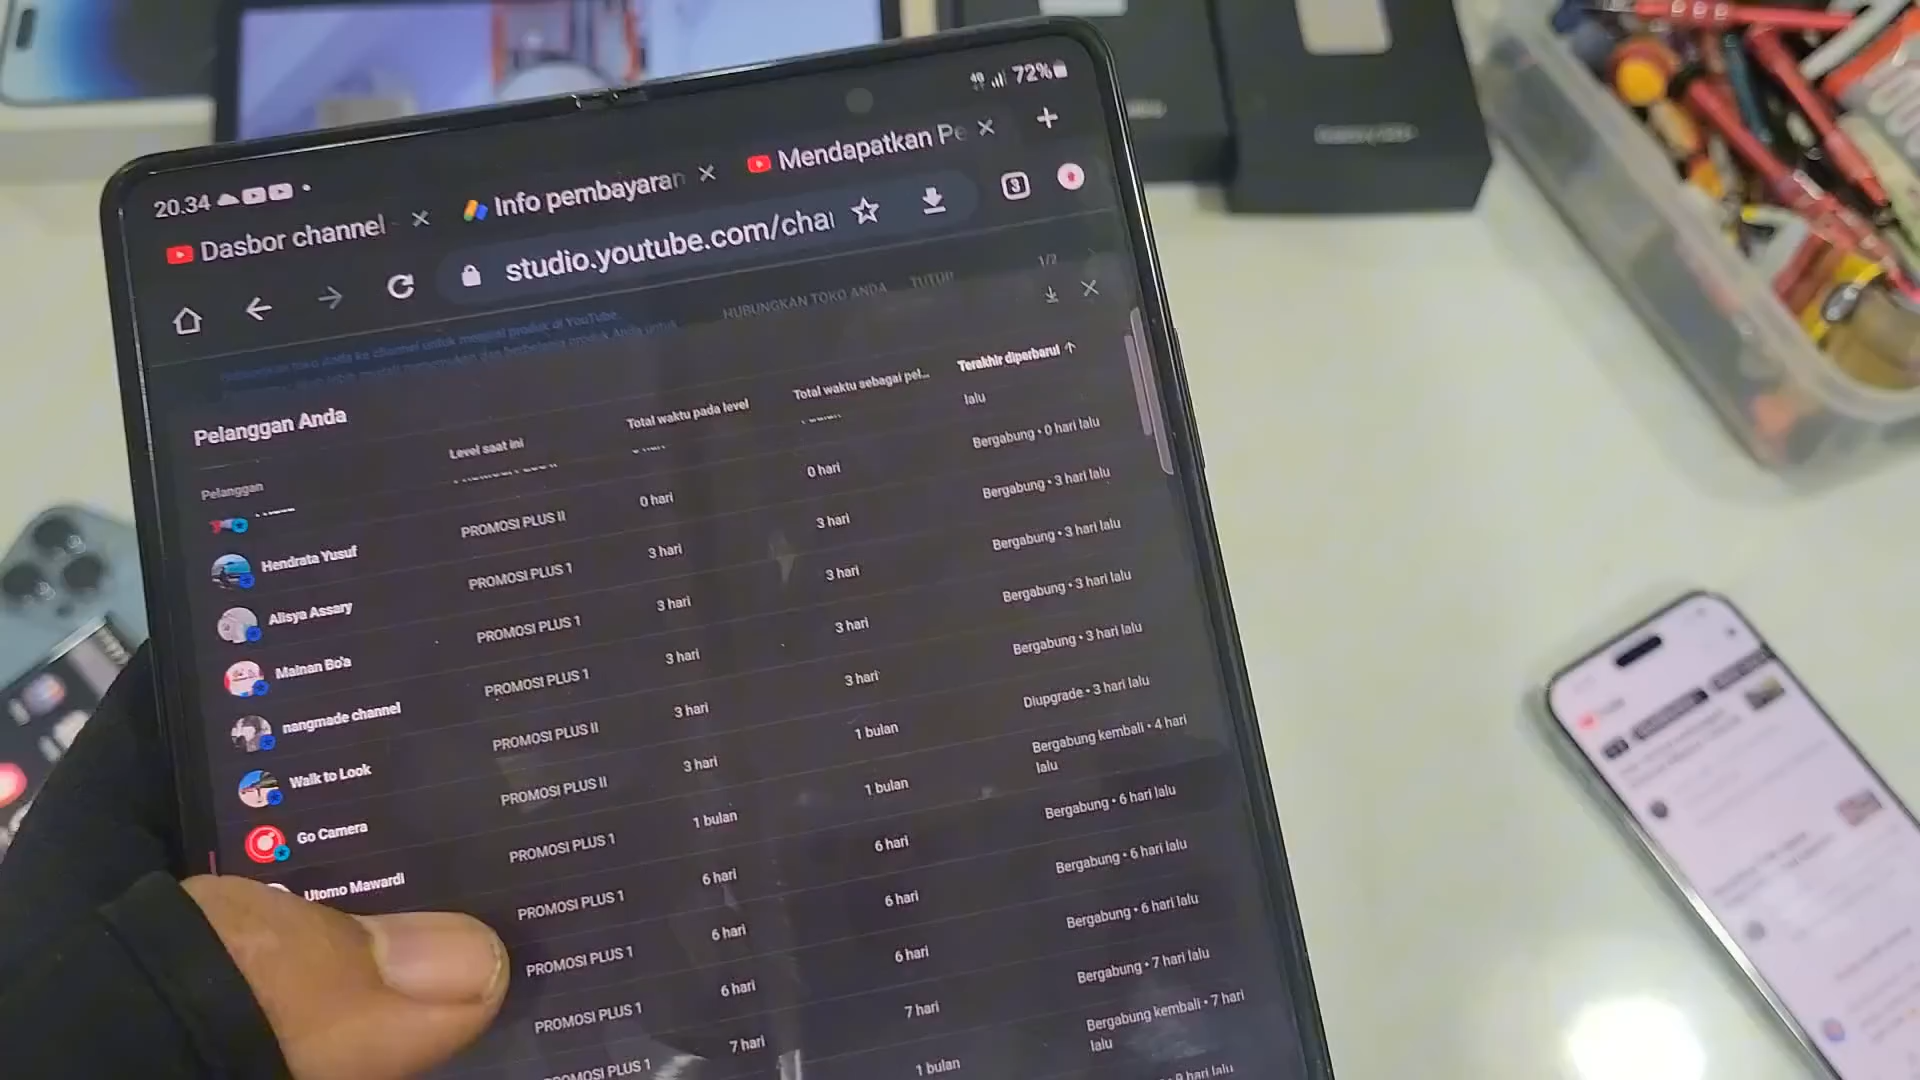 20.34
4G 72%
Dasbor channel
Info pembayaran
Mendapatkan Pe
3
studio.youtube.com/cha
HUBUNGKAN TOKO ANDA TUTUP
1/2
Pelanggan Anda
Pelanggan Level saat ini Total waktu pada level Total waktu sebagai pel... Terakhir diperbarui ↑
lalu
Hendrata Yusuf PROMOSI PLUS II 0 hari 0 hari Bergabung • 0 hari lalu
Alisya Assary PROMOSI PLUS 1 3 hari 3 hari Bergabung • 3 hari lalu
Mainan Bo'a PROMOSI PLUS 1 3 hari 3 hari Bergabung • 3 hari lalu
nangmade channel PROMOSI PLUS 1 3 hari 3 hari Bergabung • 3 hari lalu
Walk to Look PROMOSI PLUS II 3 hari 3 hari Bergabung • 3 hari lalu
Go Camera PROMOSI PLUS II 3 hari 1 bulan Diupgrade • 3 hari lalu
Utomo Mawardi PROMOSI PLUS 1 1 bulan 1 bulan Bergabung kembali • 4 hari
lalu
PROMOSI PLUS 1 6 hari 6 hari Bergabung • 6 hari lalu
PROMOSI PLUS 1 6 hari 6 hari Bergabung • 6 hari lalu
PROMOSI PLUS 1 6 hari 6 hari Bergabung • 6 hari lalu
PROMOSI PLUS 1 7 hari 7 hari Bergabung • 7 hari lalu
1 bulan Bergabung kembali • 7 hari
lalu